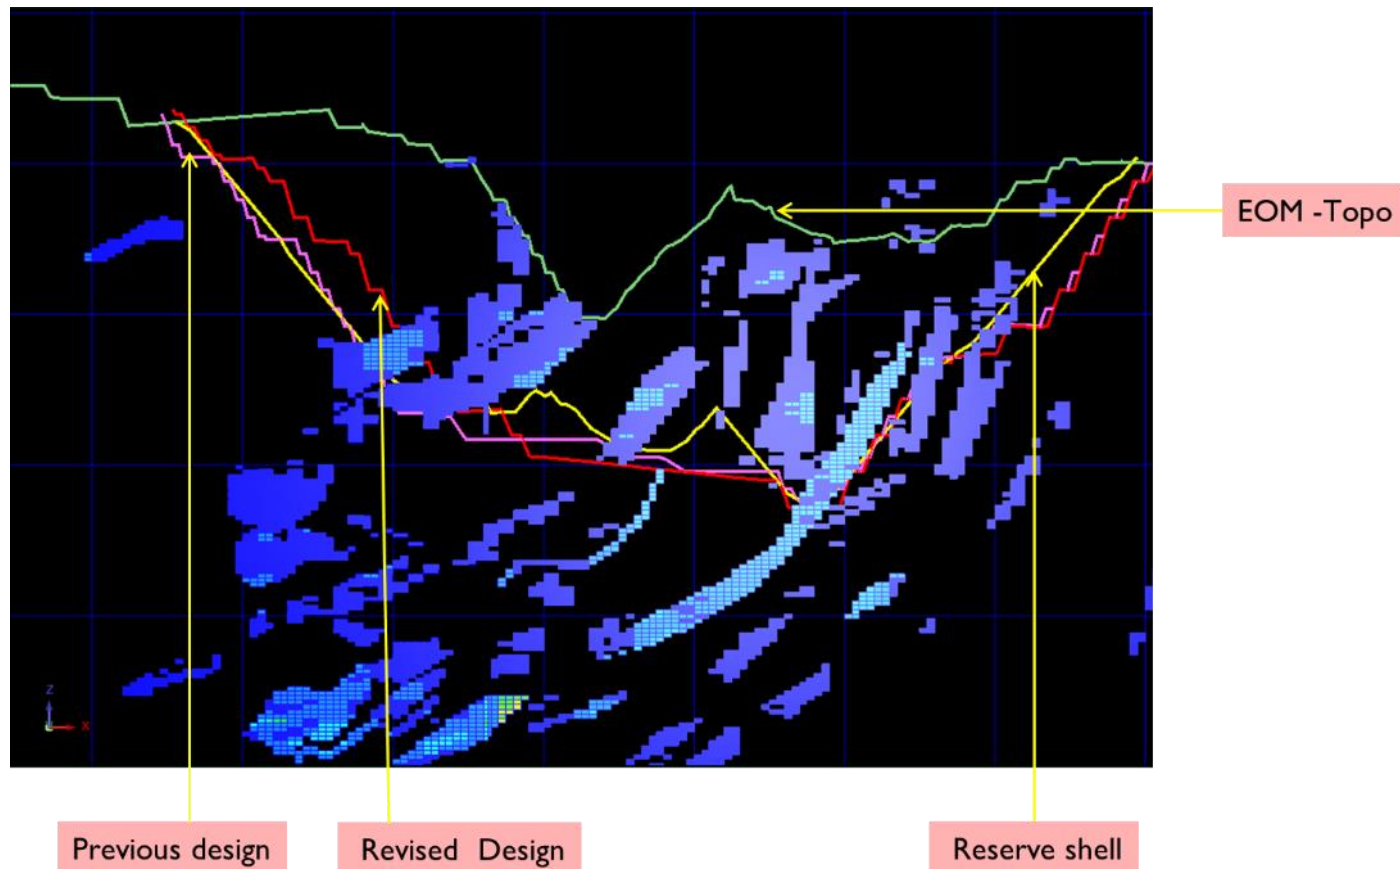 EOM -Topo
Z
X
Previous design
Revised Design
Reserve shell